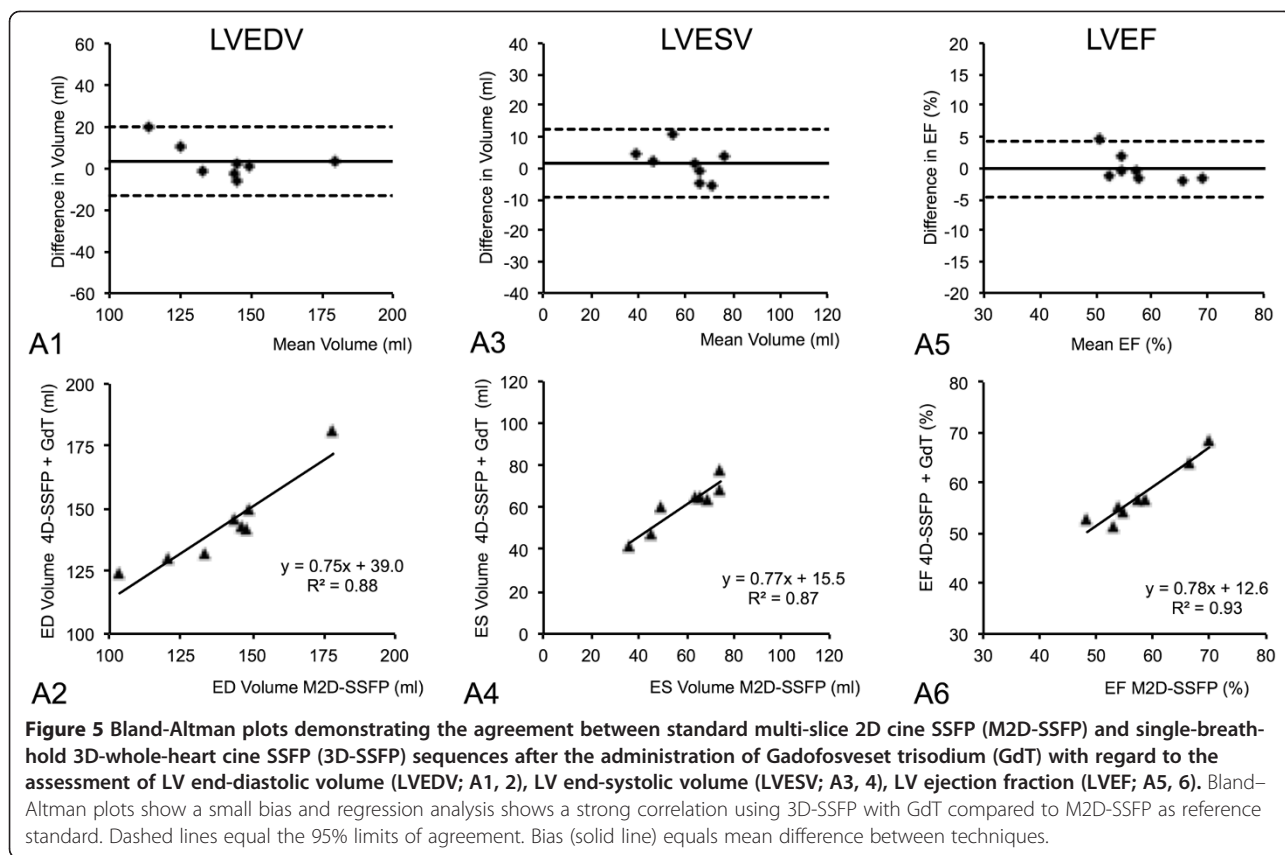 LVEDV
LVESV
LVEF
Difference in Volume (ml)
60
40
20
0
-20
-40
-60
100 125 150 175 200
A1
Mean Volume (ml)
Difference in Volume (ml)
40
30
20
10
0
-10
-20
-30
-40
0 20 40 60 80 100 120
A3
Mean Volume (ml)
Difference in EF (%)
20
15
10
5
0
-5
-10
-15
-20
30 40 50 60 70 80
A5
Mean EF (%)
ED Volume 4D-SSFP + GdT (ml)
200
175
150
125
100
y = 0.75x + 39.0
R² = 0.88
100 125 150 175 200
A2
ED Volume M2D-SSFP (ml)
ES Volume 4D-SSFP + GdT (ml)
120
100
80
60
40
20
0
y = 0.77x + 15.5
R² = 0.87
0 20 40 60 80 100 120
A4
ES Volume M2D-SSFP (ml)
EF 4D-SSFP + GdT (%)
80
70
60
50
40
30
y = 0.78x + 12.6
R² = 0.93
30 40 50 60 70 80
A6
EF M2D-SSFP (%)
Figure 5 Bland-Altman plots demonstrating the agreement between standard multi-slice 2D cine SSFP (M2D-SSFP) and single-breath-
hold 3D-whole-heart cine SSFP (3D-SSFP) sequences after the administration of Gadofosveset trisodium (GdT) with regard to the
assessment of LV end-diastolic volume (LVEDV; A1, 2), LV end-systolic volume (LVESV; A3, 4), LV ejection fraction (LVEF; A5, 6). Bland–
Altman plots show a small bias and regression analysis shows a strong correlation using 3D-SSFP with GdT compared to M2D-SSFP as reference
standard. Dashed lines equal the 95% limits of agreement. Bias (solid line) equals mean difference between techniques.